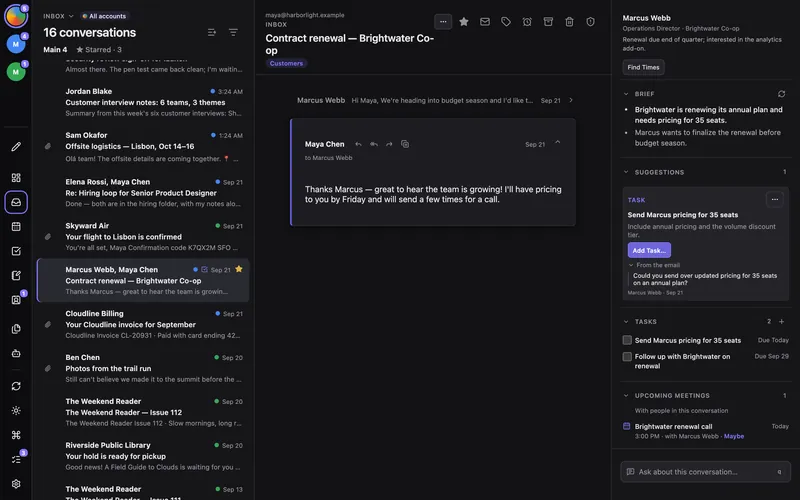 5
M
4
M
1
1
5
INBOX
All accounts
16 conversations
Main 4
Starred · 3
Almost there. The pen test came back clean; I'm waitin...
Jordan Blake
3:24 AM
Customer interview notes: 6 teams, 3 themes
Summary from this week's six customer interviews: Sh...
Sam Okafor
1:24 AM
Offsite logistics — Lisbon, Oct 14–16
Olá team! The offsite details are coming together. 📍 ...
Elena Rossi, Maya Chen
Sep 21
Re: Hiring loop for Senior Product Designer
Done — both are in the hiring folder, with my notes alo...
Skyward Air
Sep 21
Your flight to Lisbon is confirmed
You're all set, Maya Confirmation code K7QX2M SFO ...
Marcus Webb, Maya Chen
Sep 21
Contract renewal — Brightwater Co-op
Thanks Marcus — great to hear the team is growin...
Cloudline Billing
Sep 21
Your Cloudline invoice for September
Cloudline Invoice CL-20931 · Paid with card ending 42...
Ben Chen
Sep 20
Photos from the trail run
Still can't believe we made it to the summit before the ...
The Weekend Reader
Sep 20
The Weekend Reader — Issue 112
The Weekend Reader Issue 112 · Slow mornings, long r...
Riverside Public Library
Sep 20
Your hold is ready for pickup
Good news! A Field Guide to Clouds is waiting for you ...
The Weekend Reader
Sep 13
maya@harborlight.example
INBOX
Contract renewal — Brightwater Co-
op
Customers
Marcus Webb
Hi Maya, We're heading into budget season and I'd like t...
Sep 21
Maya Chen
Sep 21
to Marcus Webb
Thanks Marcus — great to hear the team is growing! I'll have pricing
to you by Friday and will send a few times for a call.
Marcus Webb
Operations Director · Brightwater Co-op
Renewal due end of quarter; interested in the analytics
add-on.
Find Times
BRIEF
• Brightwater is renewing its annual plan and
needs pricing for 35 seats.
• Marcus wants to finalize the renewal before
budget season.
SUGGESTIONS
1
TASK
Send Marcus pricing for 35 seats
Include annual pricing and the volume discount
tier.
Add Task...
From the email
Could you send over updated pricing for 35 seats
on an annual plan?
Marcus Webb · Sep 21
TASKS
2
Send Marcus pricing for 35 seats
Due Today
Follow up with Brightwater on
renewal
Due Sep 29
UPCOMING MEETINGS
1
With people in this conversation
Brightwater renewal call
Today
3:00 PM · with Marcus Webb · Maybe
Ask about this conversation...